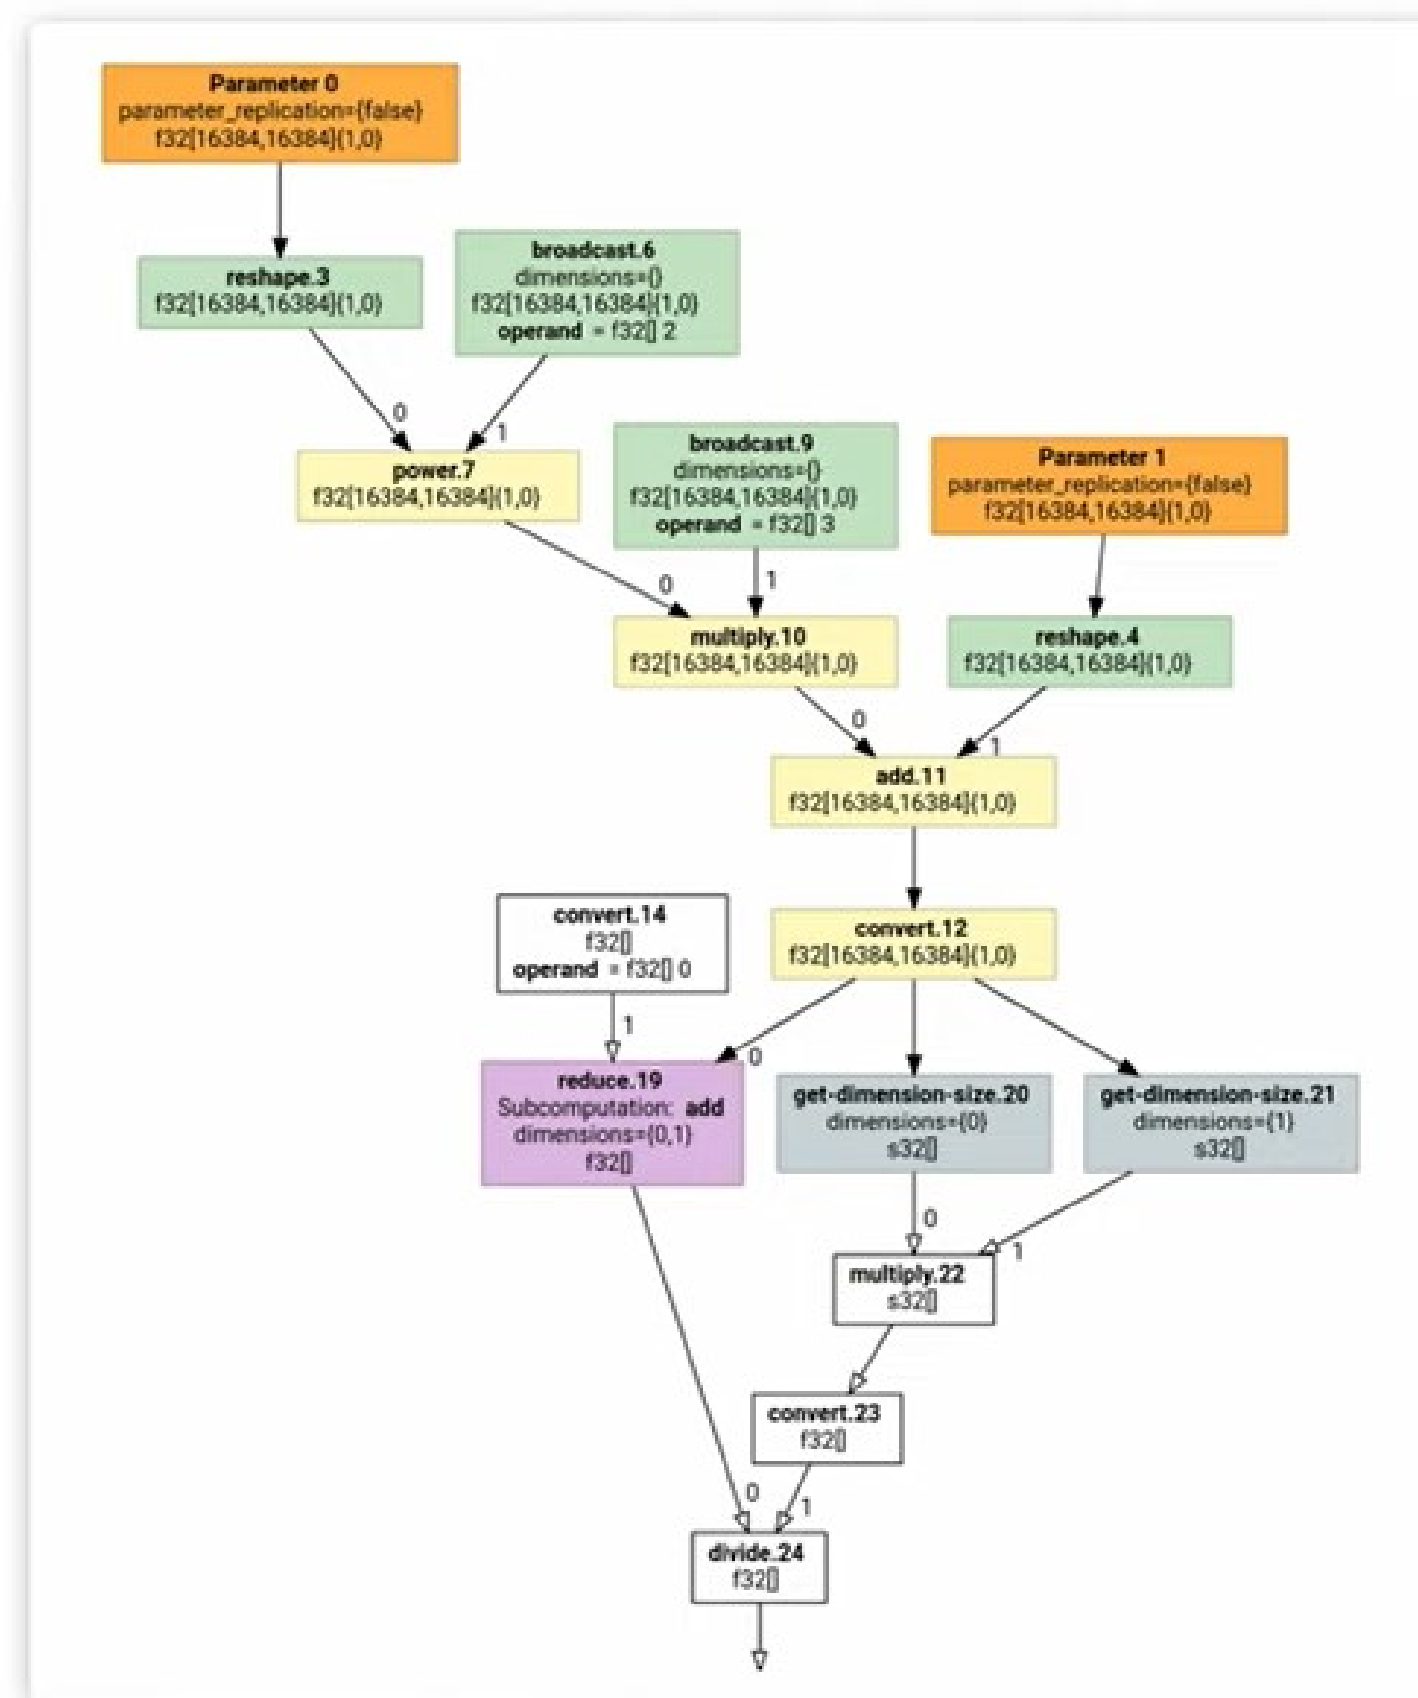 Parameter 0
parameter_replication={false}
f32[16384,16384]{1,0}
reshape.3
f32[16384,16384]{1,0}
broadcast.6
dimensions={}
f32[16384,16384]{1,0}
operand = f32[] 2
0
1
power.7
f32[16384,16384]{1,0}
broadcast.9
dimensions={}
f32[16384,16384]{1,0}
operand = f32[] 3
Parameter 1
parameter_replication={false}
f32[16384,16384]{1,0}
0
1
multiply.10
f32[16384,16384]{1,0}
reshape.4
f32[16384,16384]{1,0}
0
1
add.11
f32[16384,16384]{1,0}
convert.14
f32[]
operand = f32[] 0
convert.12
f32[16384,16384]{1,0}
1
0
reduce.19
Subcomputation: add
dimensions={0,1}
f32[]
get-dimension-size.20
dimensions={0}
s32[]
get-dimension-size.21
dimensions={1}
s32[]
0
1
multiply.22
s32[]
convert.23
f32[]
0
1
divide.24
f32[]